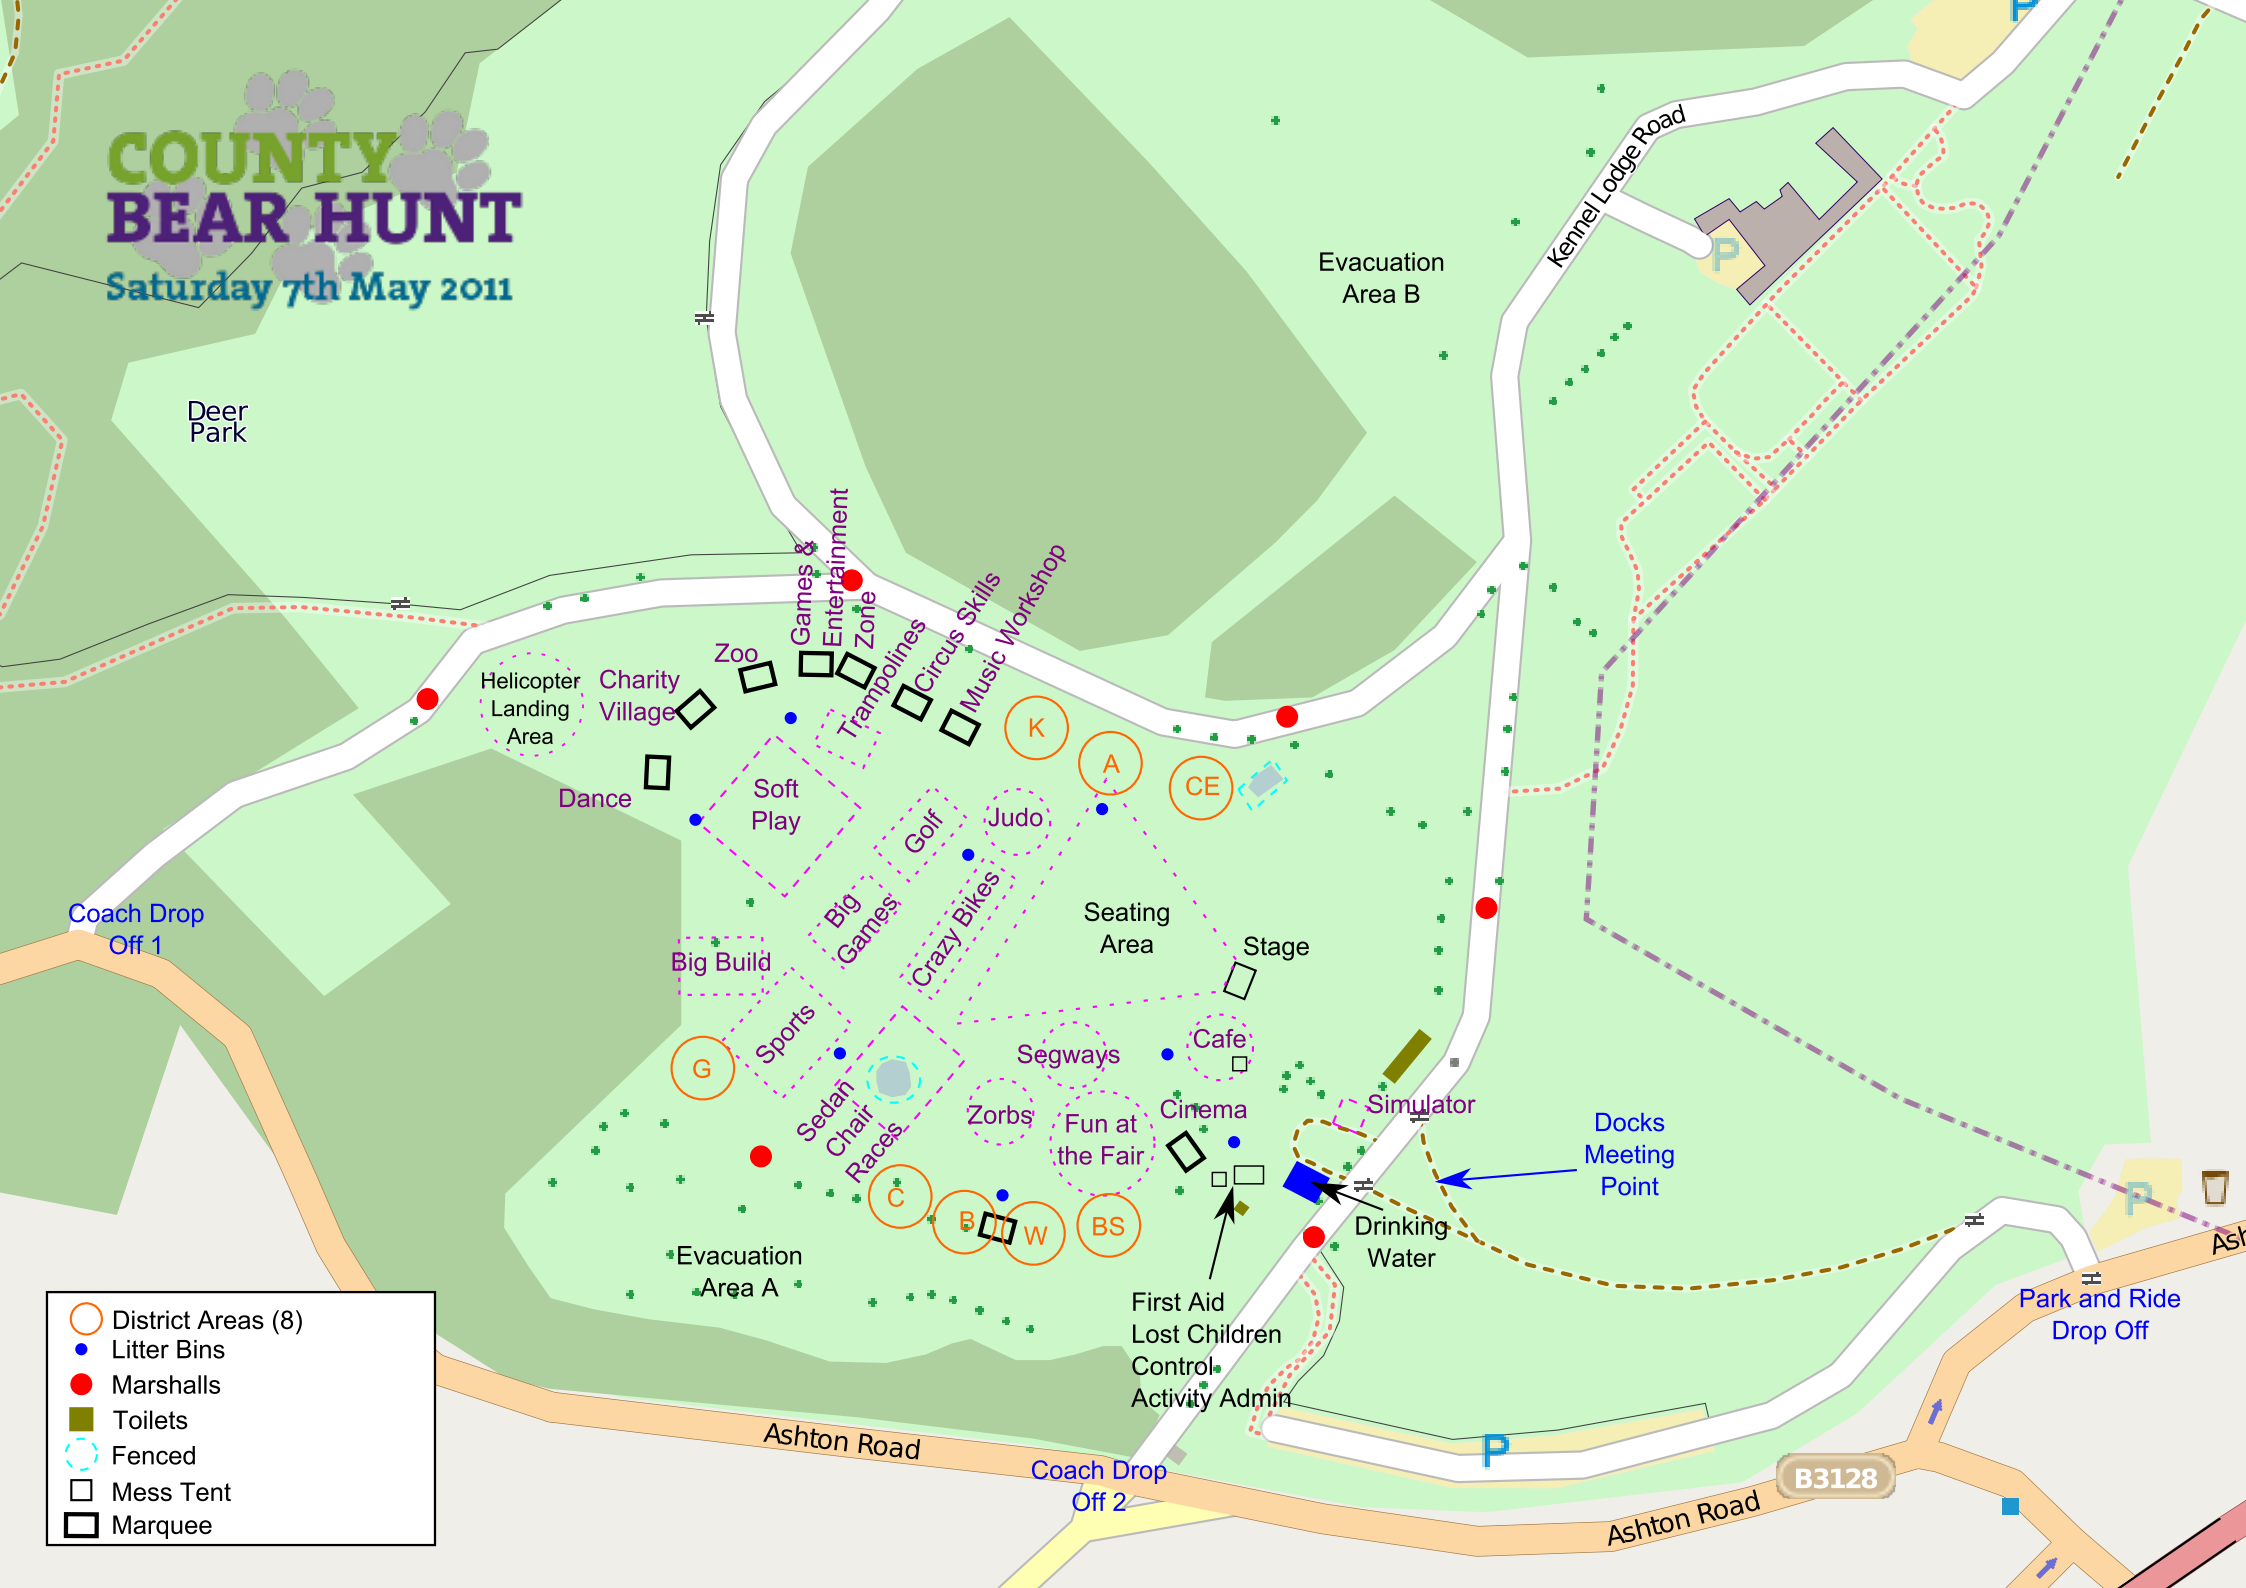 P
COUNTY
BEAR HUNT
Saturday 7th May 2011
Kennel Lodge Road
P
Evacuation
Area B
Deer
Park
Games &
Entertainment
Zone
Trampolines
Circus Skills
Music Workshop
Zoo
Charity
Village
Helicopter
Landing
Area
K
A
CE
Dance
Soft
Play
Golf
Judo
Big
Games
Crazy Bikes
Seating
Area
Stage
Coach Drop
Off 1
Big Build
Sports
G
Segways
Cafe
Sedan
Chair
Races
Zorbs
Fun at
the Fair
Cinema
Simulator
Docks
Meeting
Point
C
B
W
BS
Drinking
Water
Evacuation
Area A
First Aid
Lost Children
Control
Activity Admin
P
Ash
Park and Ride
Drop Off
District Areas (8)
Litter Bins
Marshalls
Toilets
Fenced
Mess Tent
Marquee
Ashton Road
Coach Drop
Off 2
P
B3128
Ashton Road